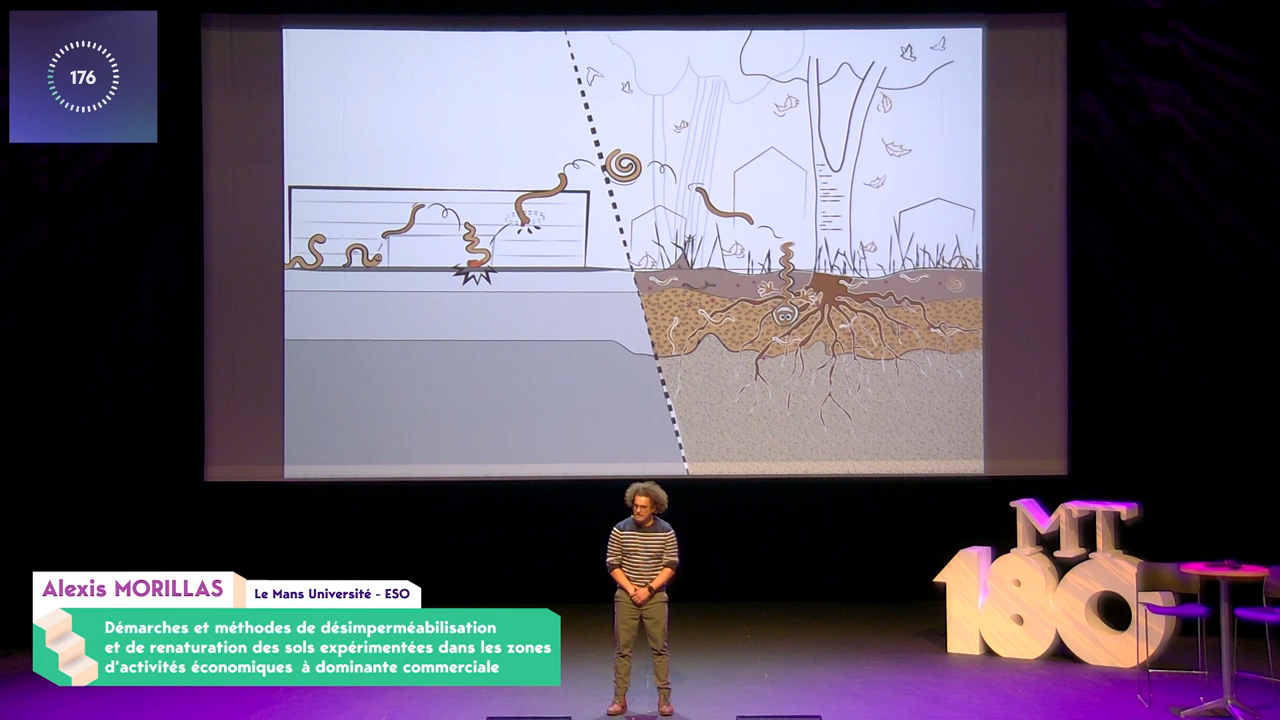 176
MT
180
Alexis MORILLAS
Le Mans Université - ESO
Démarches et méthodes de désimperméabilisation
et de renaturation des sols expérimentées dans les zones
d'activités économiques à dominante commerciale